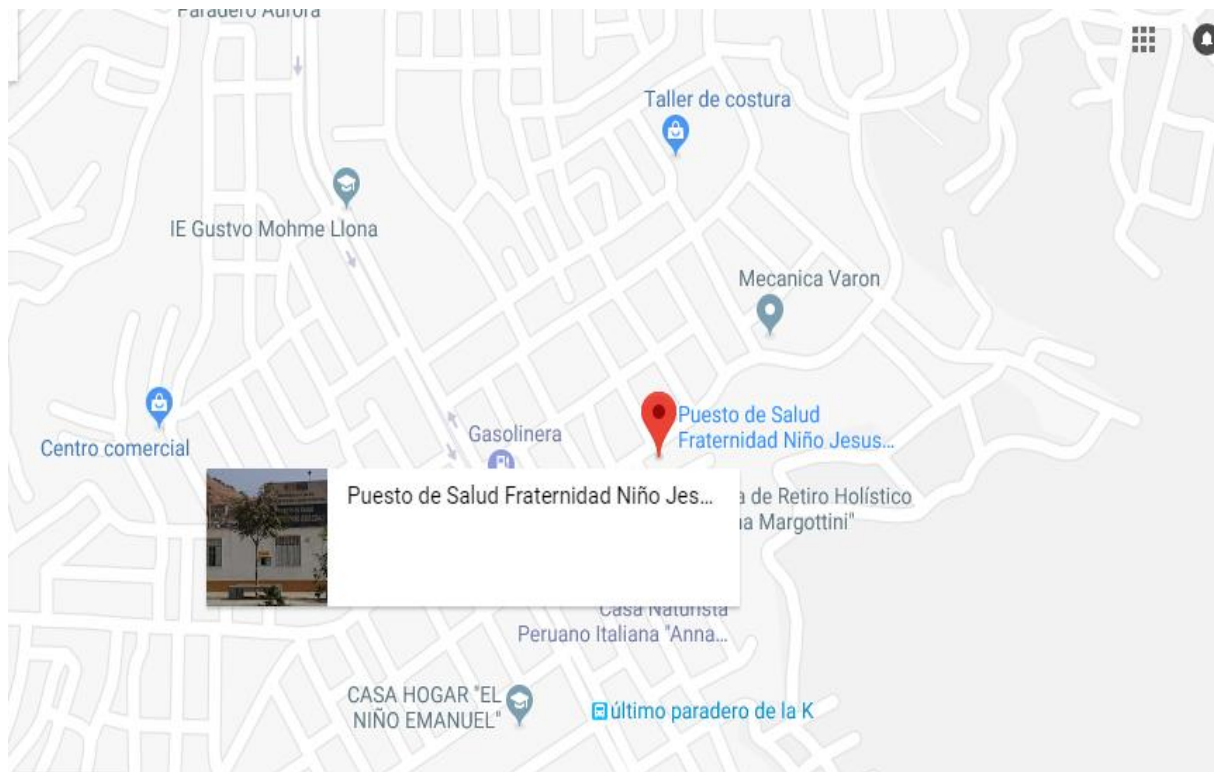 Paradero Aurora
Taller de costura
IE Gustvo Mohme Llona
Mecanica Varon
Puesto de Salud
Fraternidad Niño Jesus...
Gasolinera
Centro comercial
Puesto de Salud Fraternidad Niño Jes...
a de Retiro Holístico
na Margottini"
Casa Naturista
Peruano Italiana "Anna...
CASA HOGAR "EL
NIÑO EMANUEL"
último paradero de la K